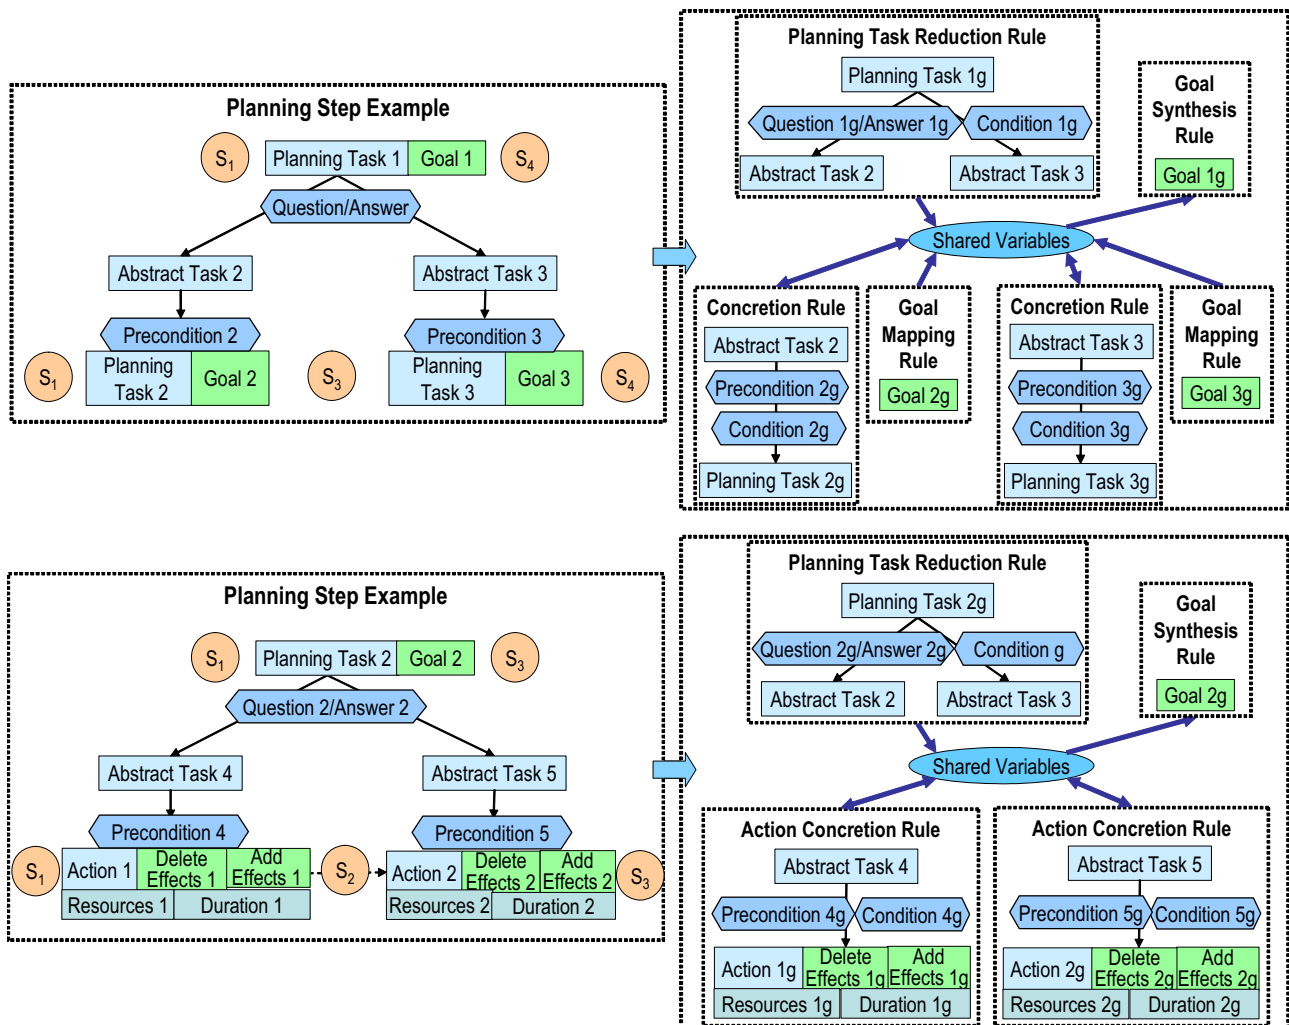 Planning Step Example
S1
Planning Task 1
Goal 1
S4
Question/Answer
Abstract Task 2
Abstract Task 3
Precondition 2
Precondition 3
S1
Planning
Task 2
Goal 2
S3
Planning
Task 3
Goal 3
S4
Planning Task Reduction Rule
Planning Task 1g
Question 1g/Answer 1g
Condition 1g
Abstract Task 2
Abstract Task 3
Goal
Synthesis
Rule
Goal 1g
Shared Variables
Concretion Rule
Abstract Task 2
Precondition 2g
Condition 2g
Planning Task 2g
Goal
Mapping
Rule
Goal 2g
Concretion Rule
Abstract Task 3
Precondition 3g
Condition 3g
Planning Task 3g
Goal
Mapping
Rule
Goal 3g
Planning Step Example
S1
Planning Task 2
Goal 2
S3
Question 2/Answer 2
Abstract Task 4
Abstract Task 5
Precondition 4
Precondition 5
S1
Action 1
Delete
Effects 1
Add
Effects 1
Resources 1
Duration 1
S2
Action 2
Delete
Effects 2
Add
Effects 2
Resources 2
Duration 2
S3
Planning Task Reduction Rule
Planning Task 2g
Question 2g/Answer 2g
Condition g
Abstract Task 2
Abstract Task 3
Goal
Synthesis
Rule
Goal 2g
Shared Variables
Action Concretion Rule
Abstract Task 4
Precondition 4g
Condition 4g
Action 1g
Delete
Effects 1g
Add
Effects 1g
Resources 1g
Duration 1g
Action Concretion Rule
Abstract Task 5
Precondition 5g
Condition 5g
Action 2g
Delete
Effects 2g
Add
Effects 2g
Resources 2g
Duration 2g